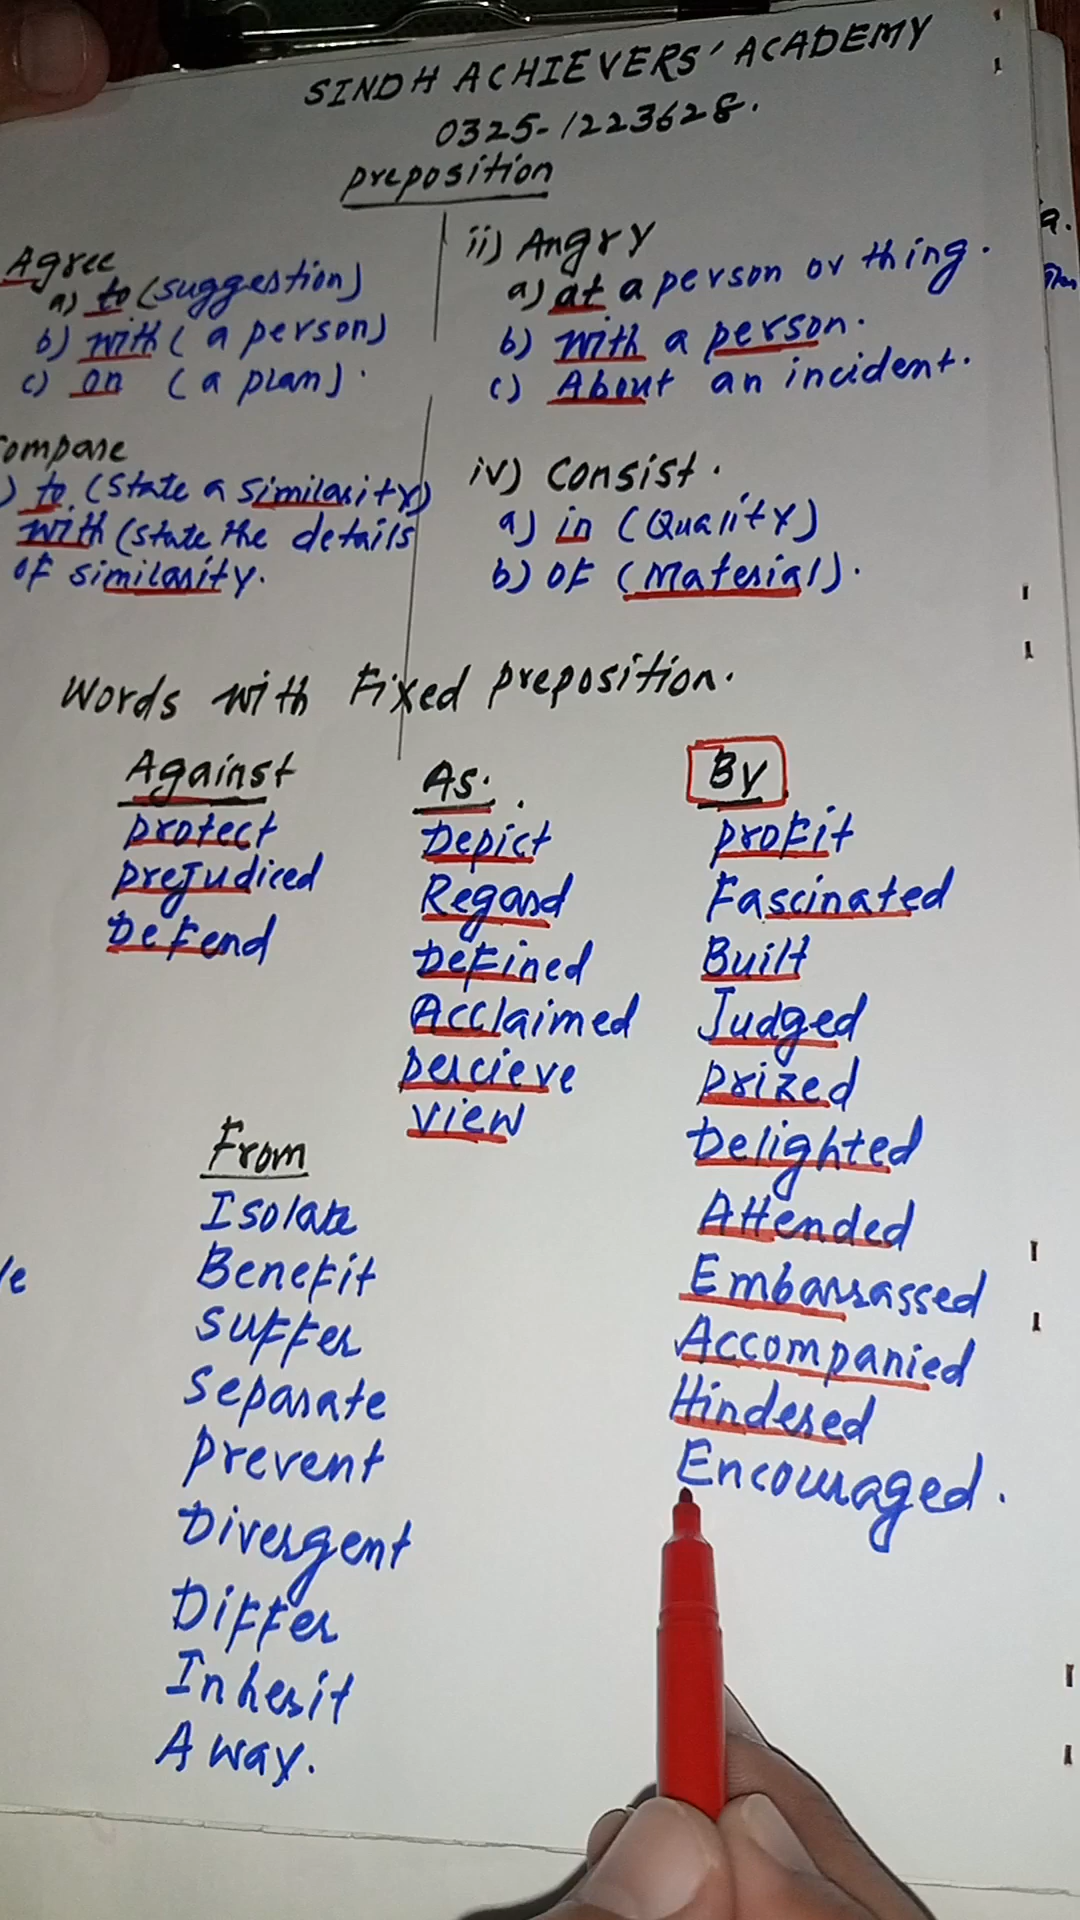 SINDH ACHIEVERS' ACADEMY
0325-1223628.
preposition
Agree
a) to (suggestion)
b) with ( a person)
c) on ( a plan).
ii) Angry
a) at a person or thing.
b) with a person.
c) About an incident.
ompare
) to (State a similarity)
with (state the details
of similarity.
iv) Consist.
a) in (Quality)
b) of (Material).
Words with Fixed preposition.
Against
protect
prejudiced
Defend
As.
Depict
Regard
Defined
Acclaimed
percieve
view
By
profit
Fascinated
Built
Judged
prized
Delighted
Attended
Embarrassed
Accompanied
Hindered
Encouraged.
From
Isolate
Benefit
suffer
separate
prevent
Divergent
Differ
Inherit
Away.